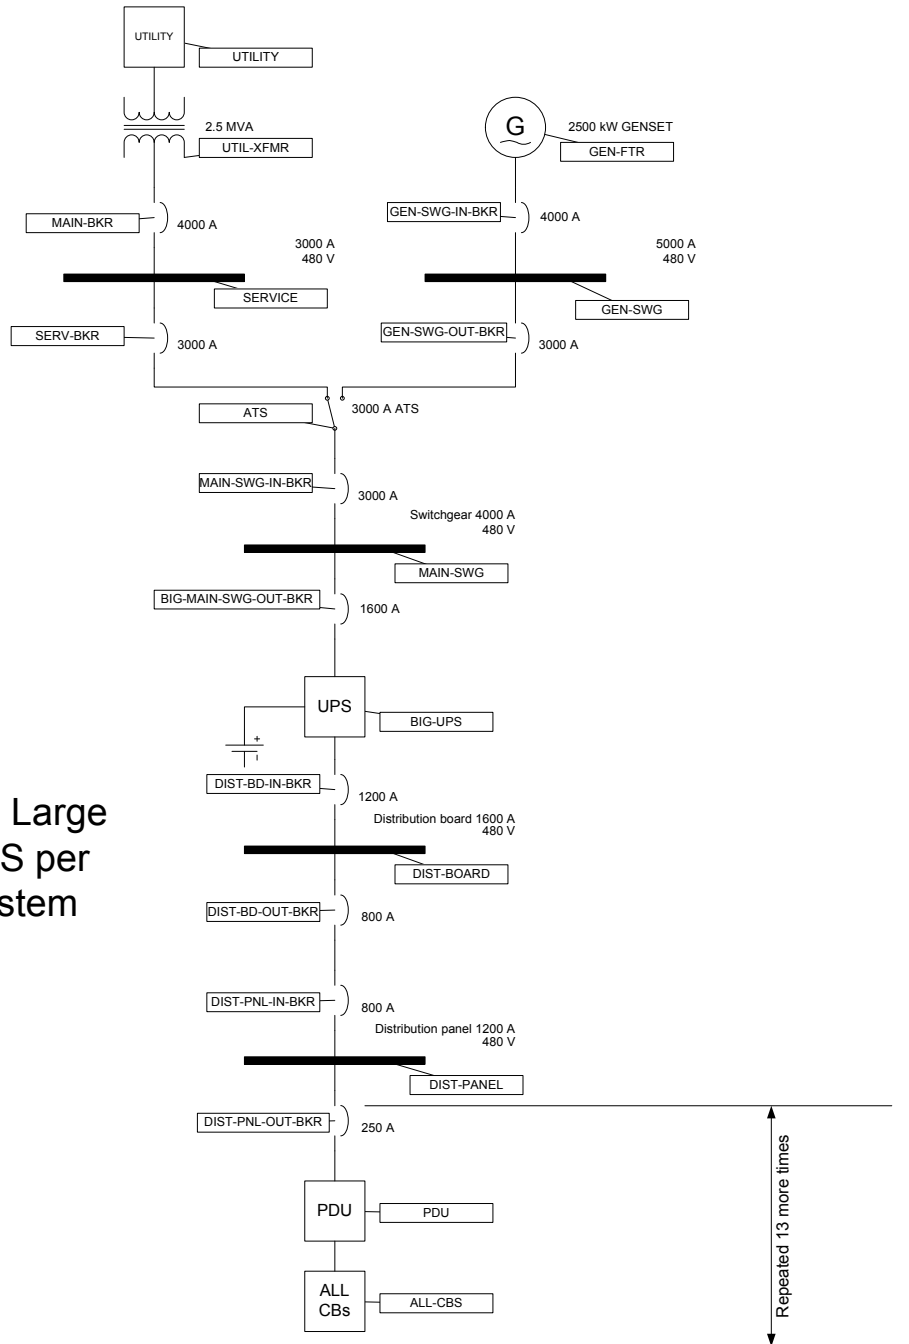 UTILITY
UTILITY
2.5 MVA
UTIL-XFMR
G
2500 kW GENSET
GEN-FTR
MAIN-BKR
4000 A
GEN-SWG-IN-BKR
4000 A
3000 A
480 V
5000 A
480 V
SERVICE
GEN-SWG
SERV-BKR
3000 A
GEN-SWG-OUT-BKR
3000 A
ATS
3000 A ATS
MAIN-SWG-IN-BKR
3000 A
Switchgear 4000 A
480 V
MAIN-SWG
BIG-MAIN-SWG-OUT-BKR
1600 A
UPS
BIG-UPS
+
DIST-BD-IN-BKR
1200 A
Large
S per
stem
Distribution board 1600 A
480 V
DIST-BOARD
DIST-BD-OUT-BKR
800 A
DIST-PNL-IN-BKR
800 A
Distribution panel 1200 A
480 V
DIST-PANEL
DIST-PNL-OUT-BKR
250 A
PDU
PDU
ALL
CBs
ALL-CBS
Repeated 13 more times